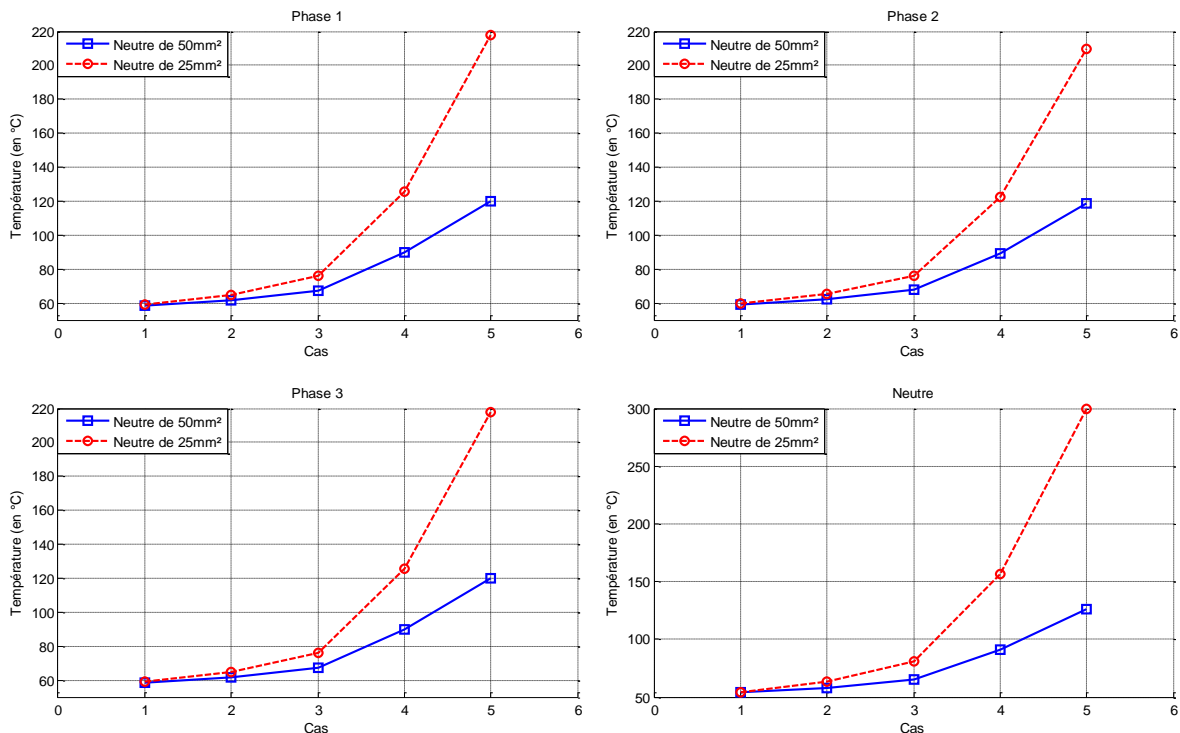 Phase 1
Neutre de 50mm²
Neutre de 25mm²
Température (en °C)
220
200
180
160
140
120
100
80
60
0 1 2 3 4 5 6
Cas
Phase 2
Neutre de 50mm²
Neutre de 25mm²
Température (en °C)
220
200
180
160
140
120
100
80
60
0 1 2 3 4 5 6
Cas
Phase 3
Neutre de 50mm²
Neutre de 25mm²
Température (en °C)
220
200
180
160
140
120
100
80
60
0 1 2 3 4 5 6
Cas
Neutre
Neutre de 50mm²
Neutre de 25mm²
Température (en °C)
300
250
200
150
100
50
0 1 2 3 4 5 6
Cas